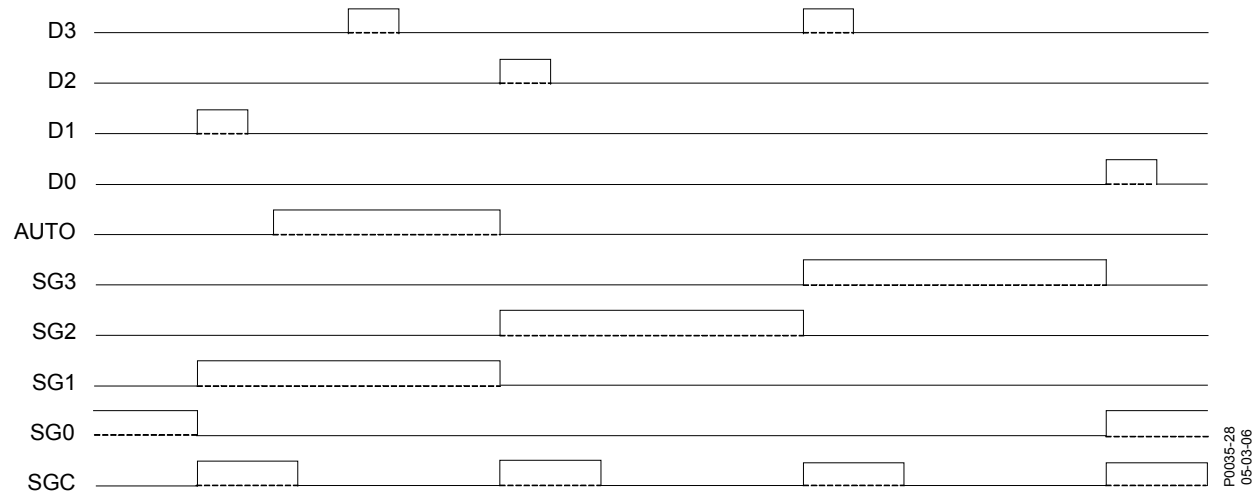 D3
D2
D1
D0
AUTO
SG3
SG2
SG1
SG0
SGC
P0035-28
05-03-06